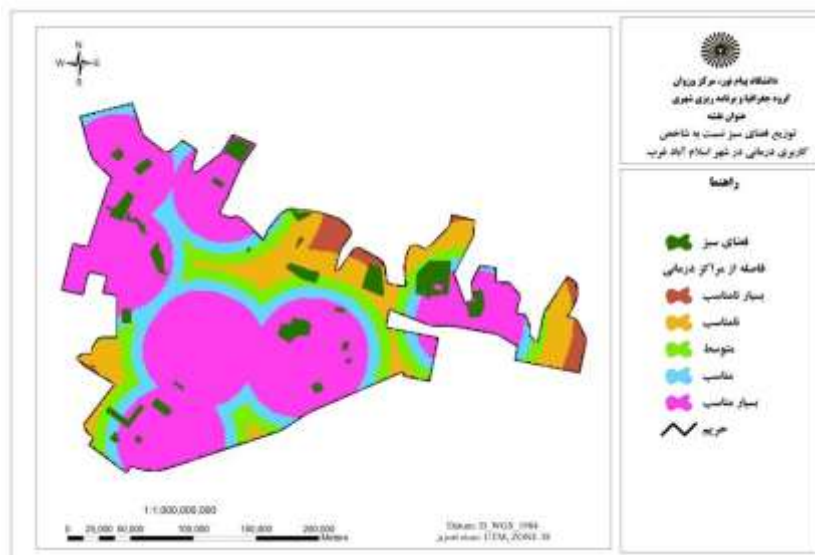 N
W E
S
دانشگاه پیام نور، مرکز وزوان
گروه جغرافیا و برنامه ریزی شهری
عنوان نقشه
توزیع فضای سبز نسبت به شاخص
کاربری درمانی در شهر اسلام آباد غرب
راهنما
فضای سبز
فاصله از مراکز درمانی
بسیار نامناسب
نامناسب
متوسط
مناسب
بسیار مناسب
حریم
1:1,000,000,000
0 25,000 50,000 100,000 150,000 200,000
Meters
Datum: D_WGS_1984
UTM, ZONE 38